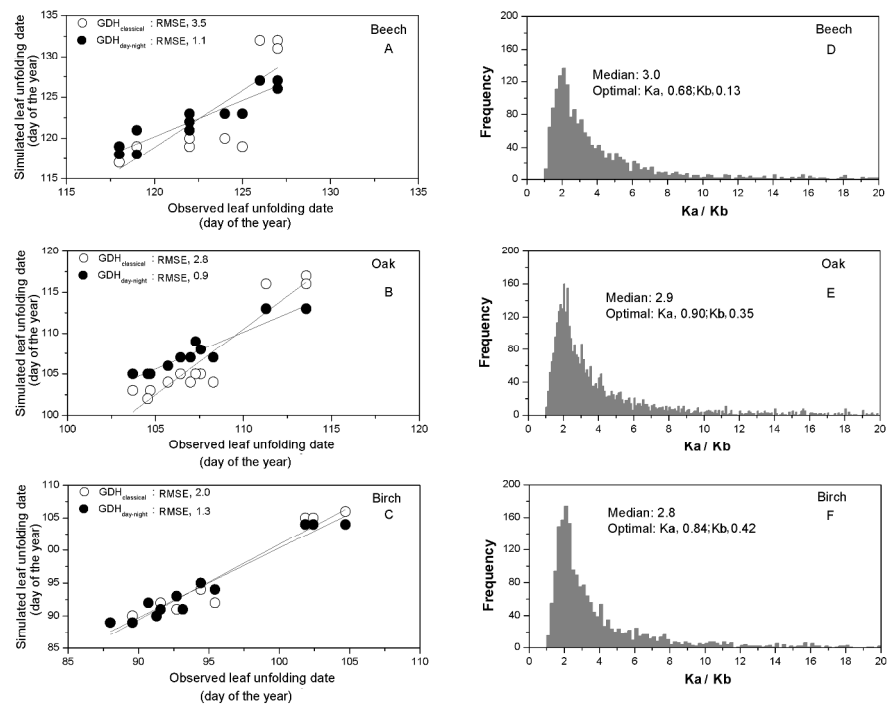 135
130
125
120
115
GDHclassical : RMSE, 3.5
GDHday-night : RMSE, 1.1
Beech
A
Simulated leaf unfoldng date
(day of the year)
115 120 125 130 135
Observed leaf unfolding date
(day of the year)
200
160
120
80
40
0
Beech
D
Median: 3.0
Optimal: Ka, 0.68;Kb,0.13
Frequency
0 2 4 6 8 10 12 14 16 18 20
Ka / Kb
120
115
110
105
100
GDHclassical : RMSE, 2.8
GDHday-night : RMSE, 0.9
Oak
B
Simulated leaf unfolding date
(day of the year)
100 105 110 115 120
Observed leaf unfolding date
(day of the year)
200
160
120
80
40
0
Oak
E
Median: 2.9
Optimal: Ka, 0.90;Kb,0.35
Frequency
0 2 4 6 8 10 12 14 16 18 20
Ka / Kb
110
105
100
95
90
85
GDHclassical : RMSE, 2.0
GDHday-night : RMSE, 1.3
Birch
C
Simulated leaf unfolding date
(day of the year)
85 90 95 100 105 110
Observed leaf unfolding date
(day of the year)
200
160
120
80
40
0
Birch
F
Median: 2.8
Optimal: Ka, 0.84;Kb,0.42
Frequency
0 2 4 6 8 10 12 14 16 18 20
Ka / Kb